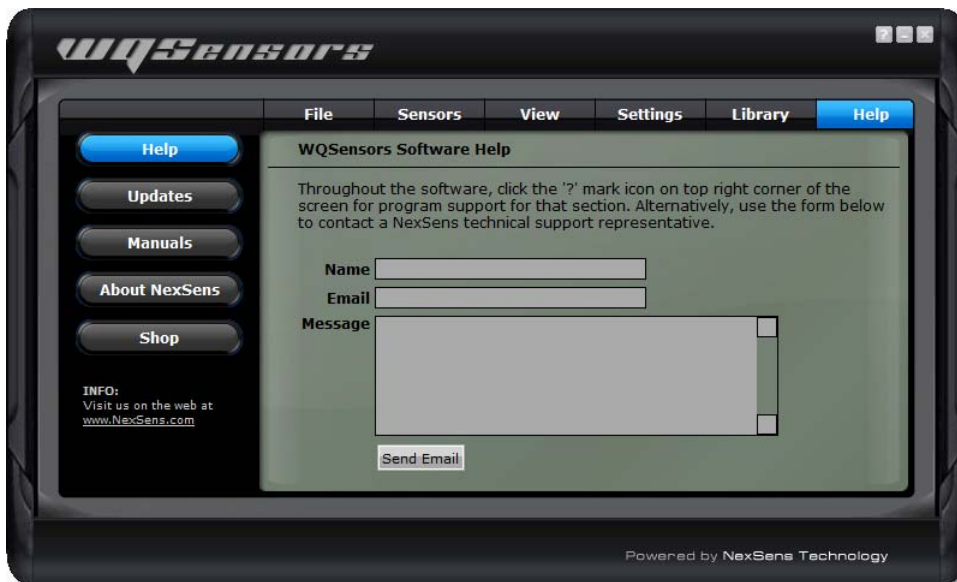 WQSensors
?
File Sensors View Settings Library Help
Help
Updates
Manuals
About NexSens
Shop
INFO:
Visit us on the web at
www.NexSens.com
WQSensors Software Help
Throughout the software, click the '?' mark icon on top right corner of the
screen for program support for that section. Alternatively, use the form below
to contact a NexSens technical support representative.
Name
Email
Message
Send Email
Powered by NexSens Technology